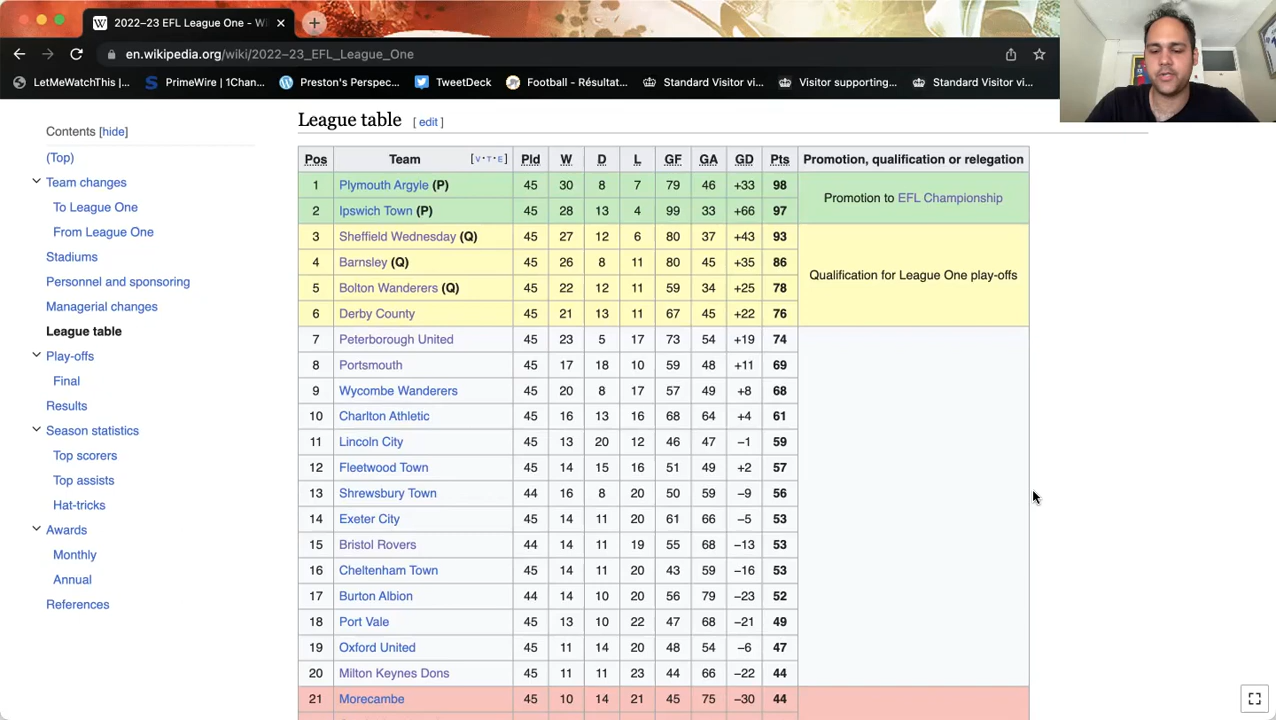 2022–23 EFL League One - Wi
en.wikipedia.org/wiki/2022–23_EFL_League_One
LetMeWatchThis |... PrimeWire | 1Chan... Preston's Perspec... TweetDeck Football - Résultat... Standard Visitor vi... Visitor supporting... Standard Visitor vi...
Contents [hide]
(Top)
Team changes
To League One
From League One
Stadiums
Personnel and sponsoring
Managerial changes
League table
Play-offs
Final
Results
Season statistics
Top scorers
Top assists
Hat-tricks
Awards
Monthly
Annual
References
League table [ edit ]
Pos Team [V·T·E] Pld W D L GF GA GD Pts Promotion, qualification or relegation
1 Plymouth Argyle (P) 45 30 8 7 79 46 +33 98 Promotion to EFL Championship
2 Ipswich Town (P) 45 28 13 4 99 33 +66 97
3 Sheffield Wednesday (Q) 45 27 12 6 80 37 +43 93 Qualification for League One play-offs
4 Barnsley (Q) 45 26 8 11 80 45 +35 86
5 Bolton Wanderers (Q) 45 22 12 11 59 34 +25 78
6 Derby County 45 21 13 11 67 45 +22 76
7 Peterborough United 45 23 5 17 73 54 +19 74
8 Portsmouth 45 17 18 10 59 48 +11 69
9 Wycombe Wanderers 45 20 8 17 57 49 +8 68
10 Charlton Athletic 45 16 13 16 68 64 +4 61
11 Lincoln City 45 13 20 12 46 47 −1 59
12 Fleetwood Town 45 14 15 16 51 49 +2 57
13 Shrewsbury Town 44 16 8 20 50 59 −9 56
14 Exeter City 45 14 11 20 61 66 −5 53
15 Bristol Rovers 44 14 11 19 55 68 −13 53
16 Cheltenham Town 45 14 11 20 43 59 −16 53
17 Burton Albion 44 14 10 20 56 79 −23 52
18 Port Vale 45 13 10 22 47 68 −21 49
19 Oxford United 45 11 14 20 48 54 −6 47
20 Milton Keynes Dons 45 11 11 23 44 66 −22 44
21 Morecambe 45 10 14 21 45 75 −30 44